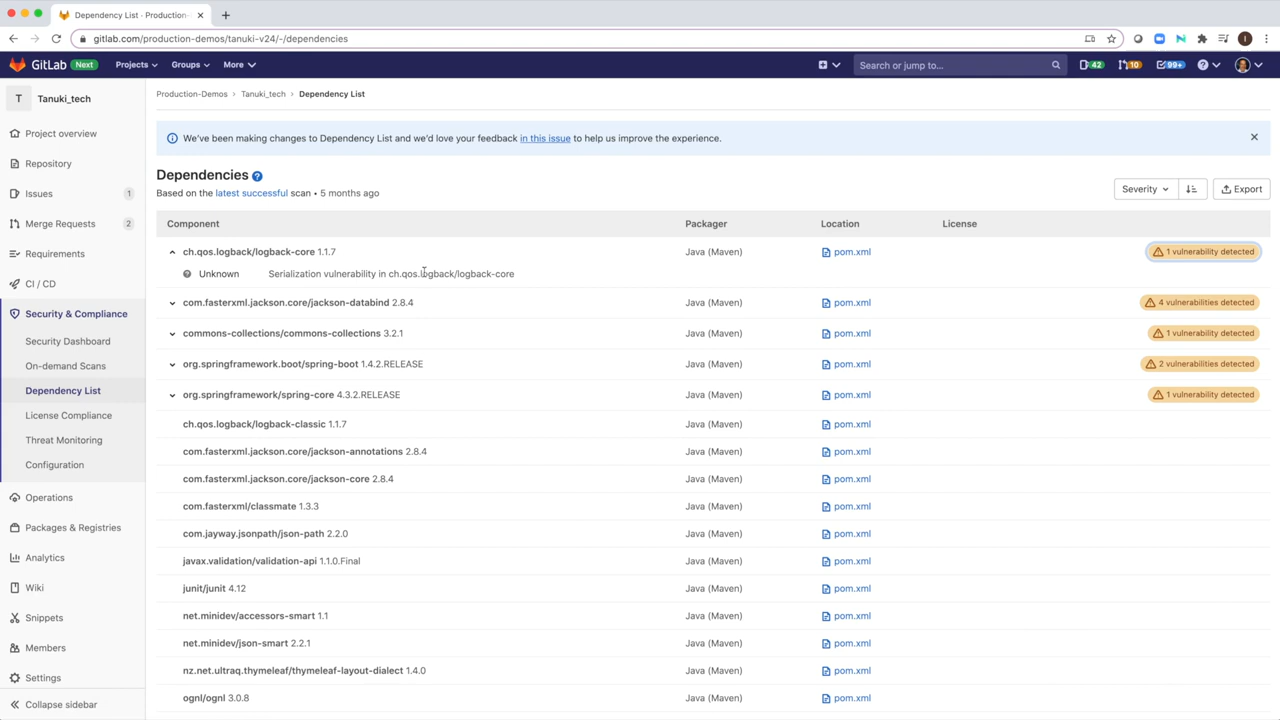 Dependency List · Production-
gitlab.com/production-demos/tanuki-v24/-/dependencies
GitLab Next Projects Groups More Search or jump to... 42 10 99+
T Tanuki_tech
Project overview
Repository
Issues 1
Merge Requests 2
Requirements
CI / CD
Security & Compliance
Security Dashboard
On-demand Scans
Dependency List
License Compliance
Threat Monitoring
Configuration
Operations
Packages & Registries
Analytics
Wiki
Snippets
Members
Settings
Collapse sidebar
Production-Demos › Tanuki_tech › Dependency List
We've been making changes to Dependency List and we'd love your feedback in this issue to help us improve the experience.
Dependencies
Based on the latest successful scan • 5 months ago
Severity Export
Component Packager Location License
ch.qos.logback/logback-core 1.1.7 Java (Maven) pom.xml 1 vulnerability detected
Unknown Serialization vulnerability in ch.qos.logback/logback-core
com.fasterxml.jackson.core/jackson-databind 2.8.4 Java (Maven) pom.xml 4 vulnerabilities detected
commons-collections/commons-collections 3.2.1 Java (Maven) pom.xml 1 vulnerability detected
org.springframework.boot/spring-boot 1.4.2.RELEASE Java (Maven) pom.xml 2 vulnerabilities detected
org.springframework/spring-core 4.3.2.RELEASE Java (Maven) pom.xml 1 vulnerability detected
ch.qos.logback/logback-classic 1.1.7 Java (Maven) pom.xml
com.fasterxml.jackson.core/jackson-annotations 2.8.4 Java (Maven) pom.xml
com.fasterxml.jackson.core/jackson-core 2.8.4 Java (Maven) pom.xml
com.fasterxml/classmate 1.3.3 Java (Maven) pom.xml
com.jayway.jsonpath/json-path 2.2.0 Java (Maven) pom.xml
javax.validation/validation-api 1.1.0.Final Java (Maven) pom.xml
junit/junit 4.12 Java (Maven) pom.xml
net.minidev/accessors-smart 1.1 Java (Maven) pom.xml
net.minidev/json-smart 2.2.1 Java (Maven) pom.xml
nz.net.ultraq.thymeleaf/thymeleaf-layout-dialect 1.4.0 Java (Maven) pom.xml
ognl/ognl 3.0.8 Java (Maven) pom.xml